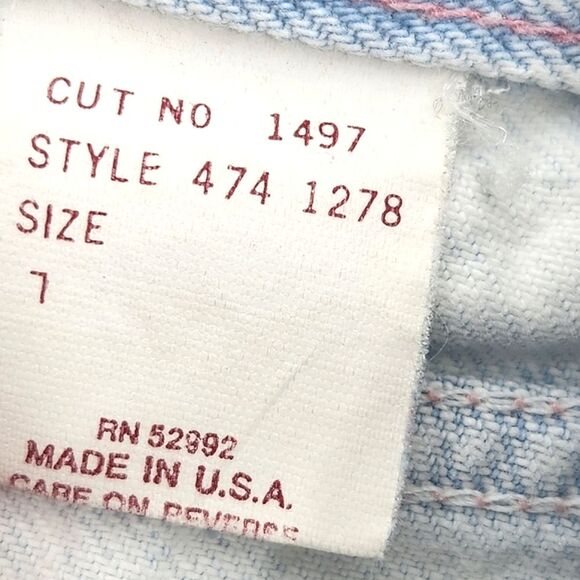 CUT NO 1497
STYLE 474 1278
SIZE
7
RN 52992
MADE IN U.S.A.
CARE ON REVERSE